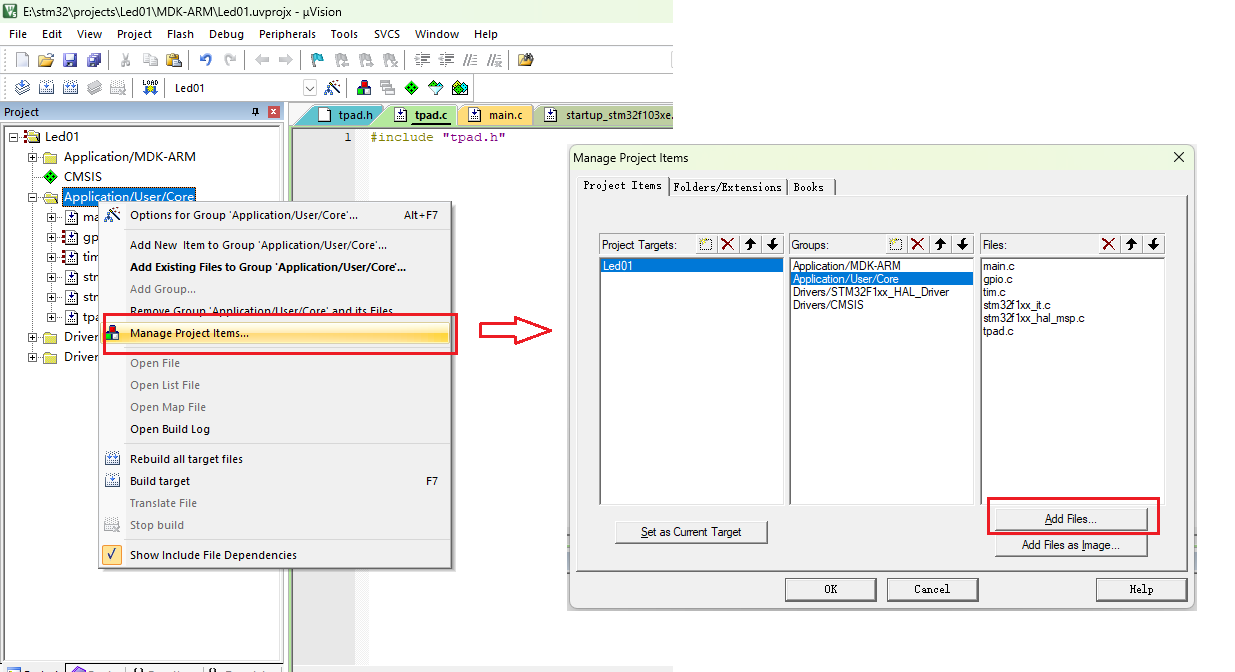 E:\stm32\projects\Led01\MDK-ARM\Led01.uvprojx - µVision
File Edit View Project Flash Debug Peripherals Tools SVCS Window Help
LOAD
Led01
Project
tpad.h tpad.c main.c startup_stm32f103xe.
1 #include "tpad.h"
Led01
Application/MDK-ARM
CMSIS
Application/User/Core
ma
gp
tim
stm
stm
tpa
Driver
Driver
Options for Group 'Application/User/Core'... Alt+F7
Add New Item to Group 'Application/User/Core'...
Add Existing Files to Group 'Application/User/Core'...
Add Group...
Remove Group 'Application/User/Core' and its Files
Manage Project Items...
Open File
Open List File
Open Map File
Open Build Log
Rebuild all target files
Build target F7
Translate File
Stop build
Show Include File Dependencies
Manage Project Items
Project Items Folders/Extensions Books
Project Targets: Groups: Files:
Led01
Application/MDK-ARM
Application/User/Core
Drivers/STM32F1xx_HAL_Driver
Drivers/CMSIS
main.c
gpio.c
tim.c
stm32f1xx_it.c
stm32f1xx_hal_msp.c
tpad.c
Set as Current Target
Add Files...
Add Files as Image...
OK Cancel Help